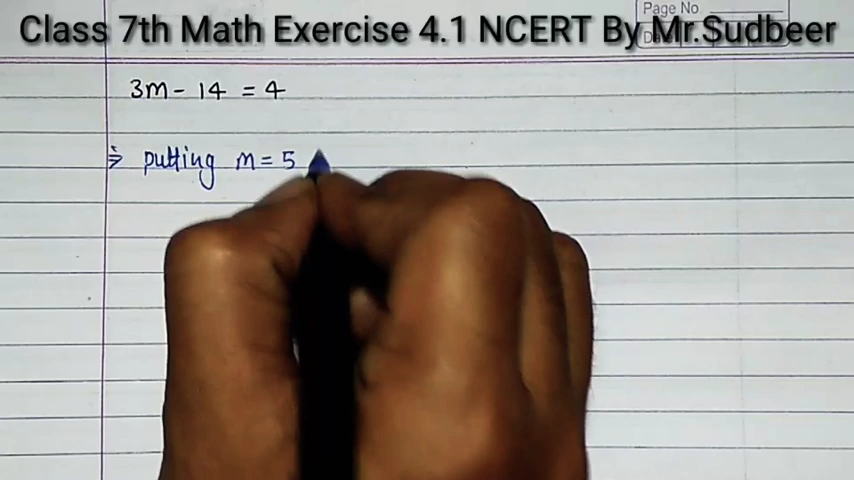 Page No.
Class 7th Math Exercise 4.1 NCERT By Mr.Sudbeer
3m - 14 = 4
⇒ putting m = 5